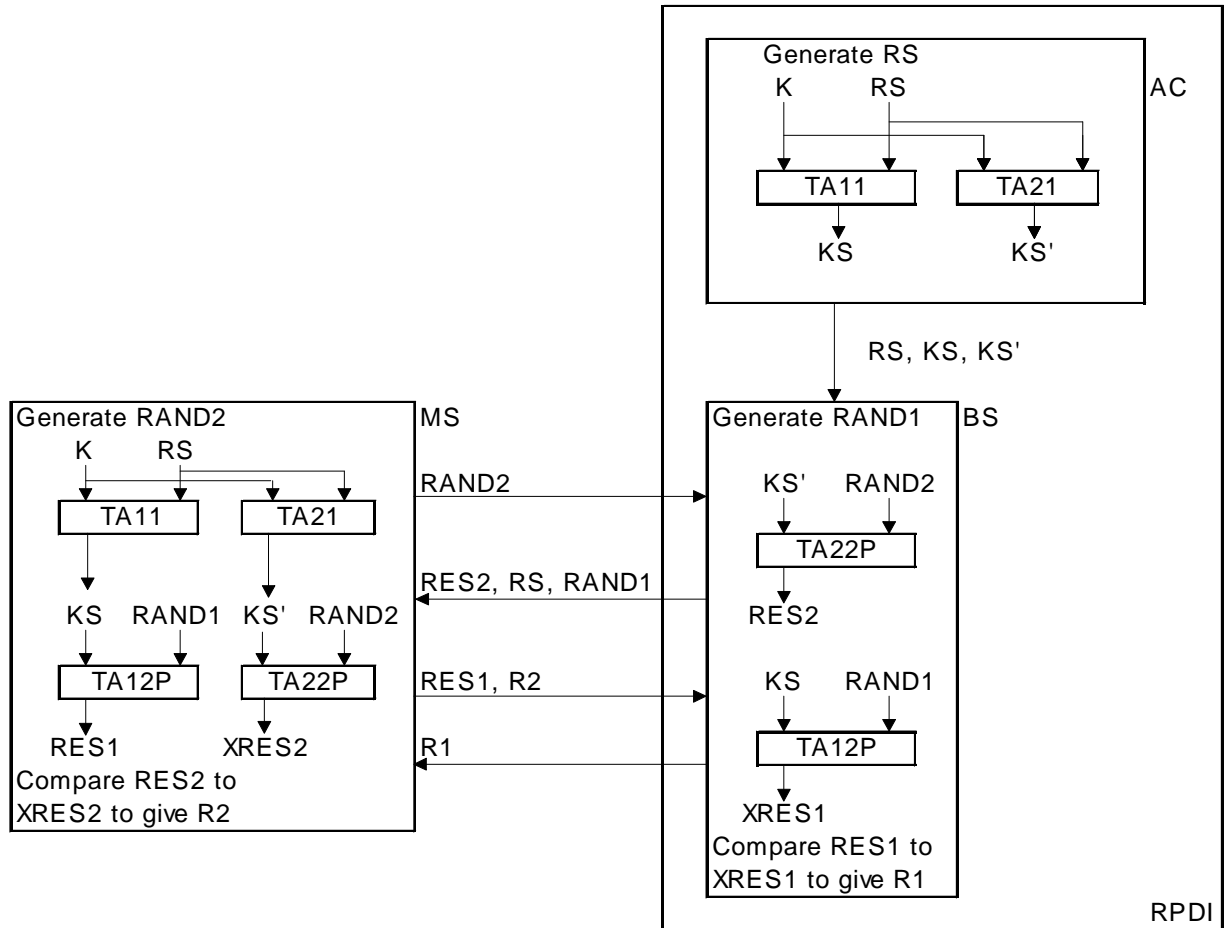 Generate RS
K RS
AC
TA11 TA21
KS KS'
RS, KS, KS'
Generate RAND2
MS
K RS
TA11 TA21
KS RAND1 KS' RAND2
TA12P TA22P
RES1 XRES2
Compare RES2 to
XRES2 to give R2
RAND2
RES2, RS, RAND1
RES1, R2
R1
Generate RAND1
BS
KS' RAND2
TA22P
RES2
KS RAND1
TA12P
XRES1
Compare RES1 to
XRES1 to give R1
RPDI